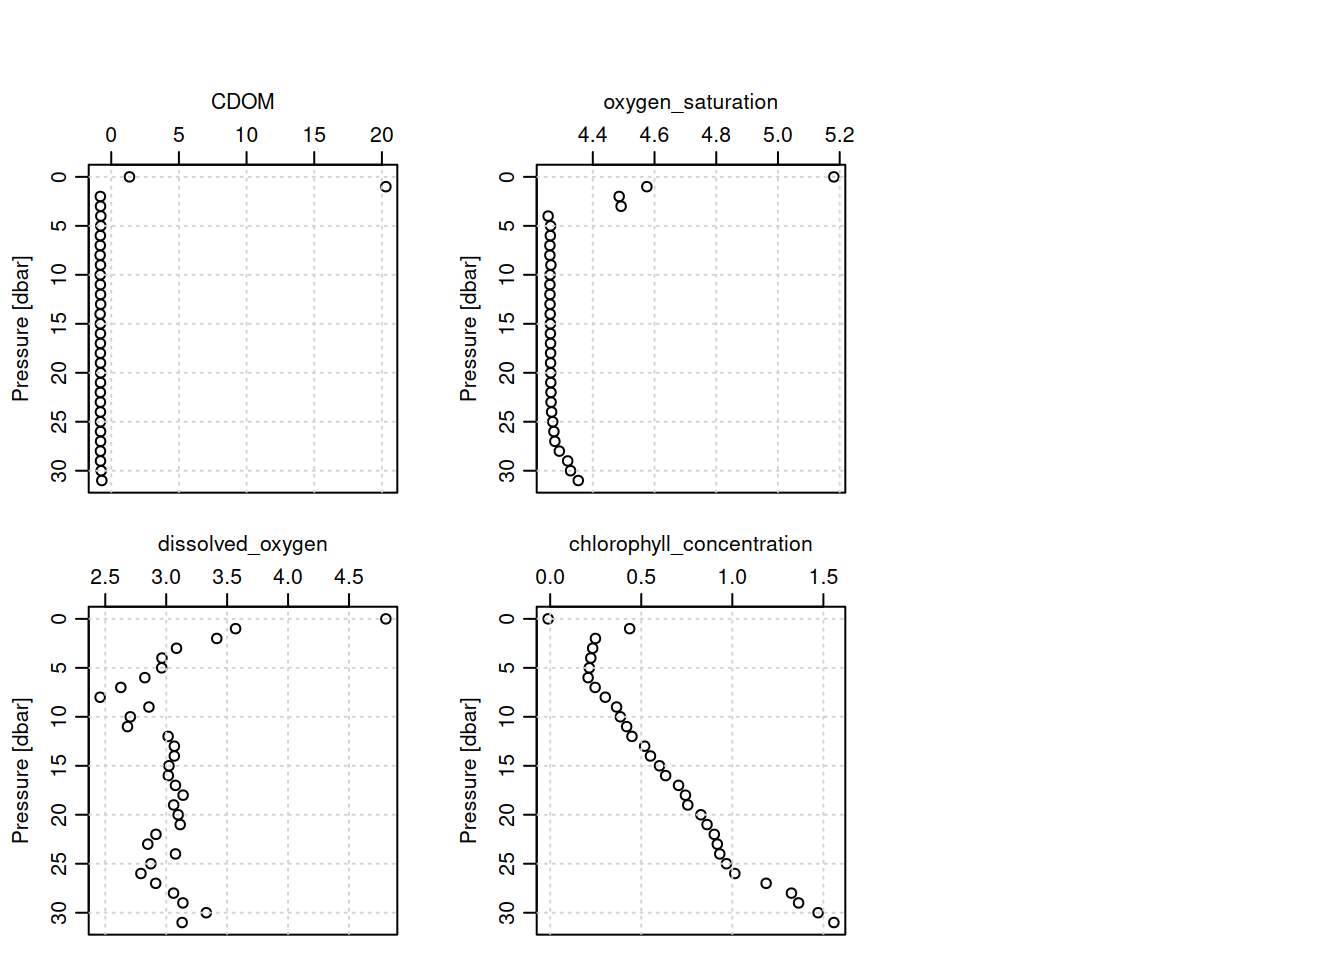 CDOM
0 5 10 15 20
0
5
10
15
20
25
30
Pressure [dbar]
oxygen_saturation
4.4 4.6 4.8 5.0 5.2
0
5
10
15
20
25
30
Pressure [dbar]
dissolved_oxygen
2.5 3.0 3.5 4.0 4.5
0
5
10
15
20
25
30
Pressure [dbar]
chlorophyll_concentration
0.0 0.5 1.0 1.5
0
5
10
15
20
25
30
Pressure [dbar]